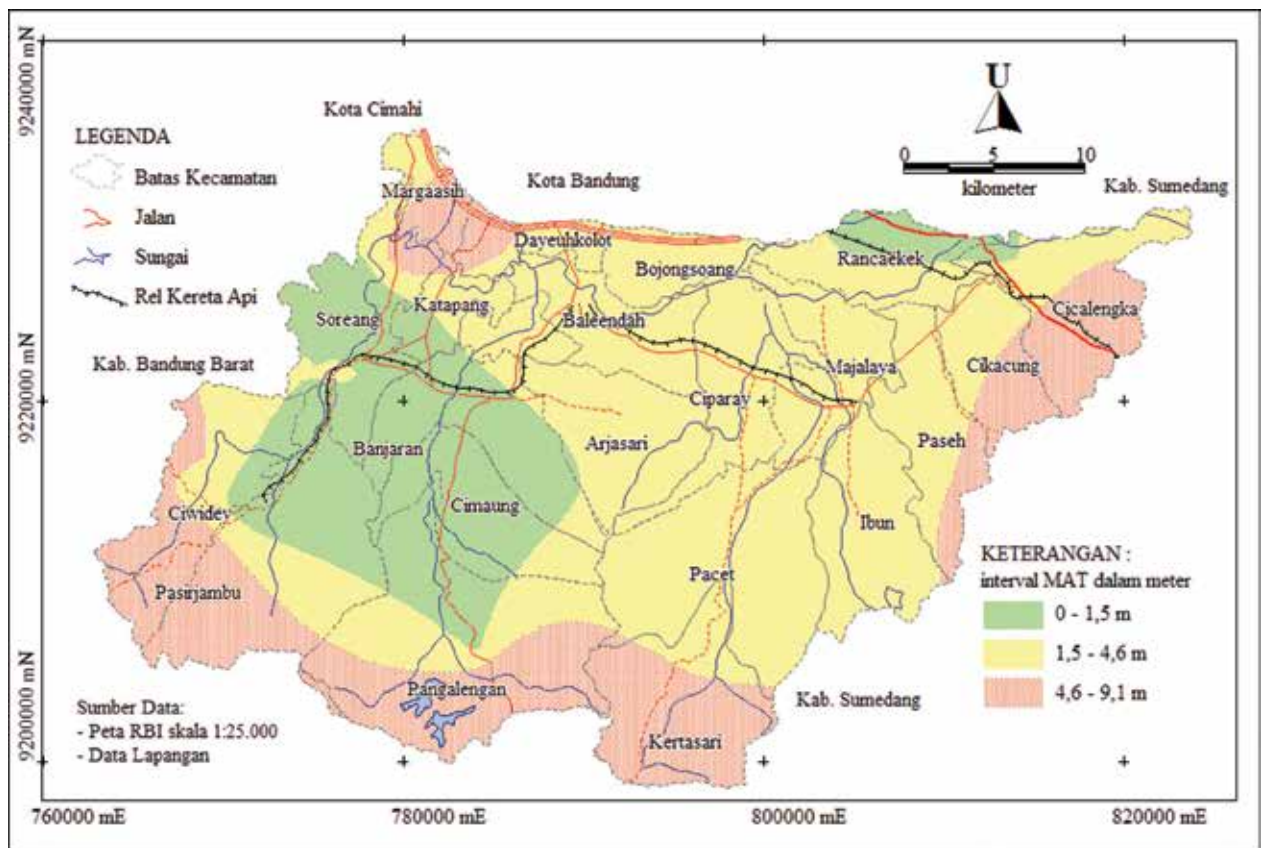 9240000 mN
9220000 mN
9200000 mN
760000 mE
780000 mE
800000 mE
820000 mE
LEGENDA
Batas Kecamatan
Jalan
Sungai
Rel Kereta Api
U
0 5 10
kilometer
Kota Cimahi
Kota Bandung
Kab. Sumedang
Kab. Bandung Barat
Margaasih
Dayeuhkolot
Bojongsoang
Rancaekek
Cicalengka
Cikacung
Soreang
Katapang
Baleendah
Majalaya
Ciparay
Paseh
Banjaran
Arjasari
Ciwidey
Cimaung
Ibun
Pasirjambu
Pacet
Pangalengan
Kertasari
Kab. Sumedang
KETERANGAN :
interval MAT dalam meter
0 - 1,5 m
1,5 - 4,6 m
4,6 - 9,1 m
Sumber Data:
- Peta RBI skala 1:25.000
- Data Lapangan